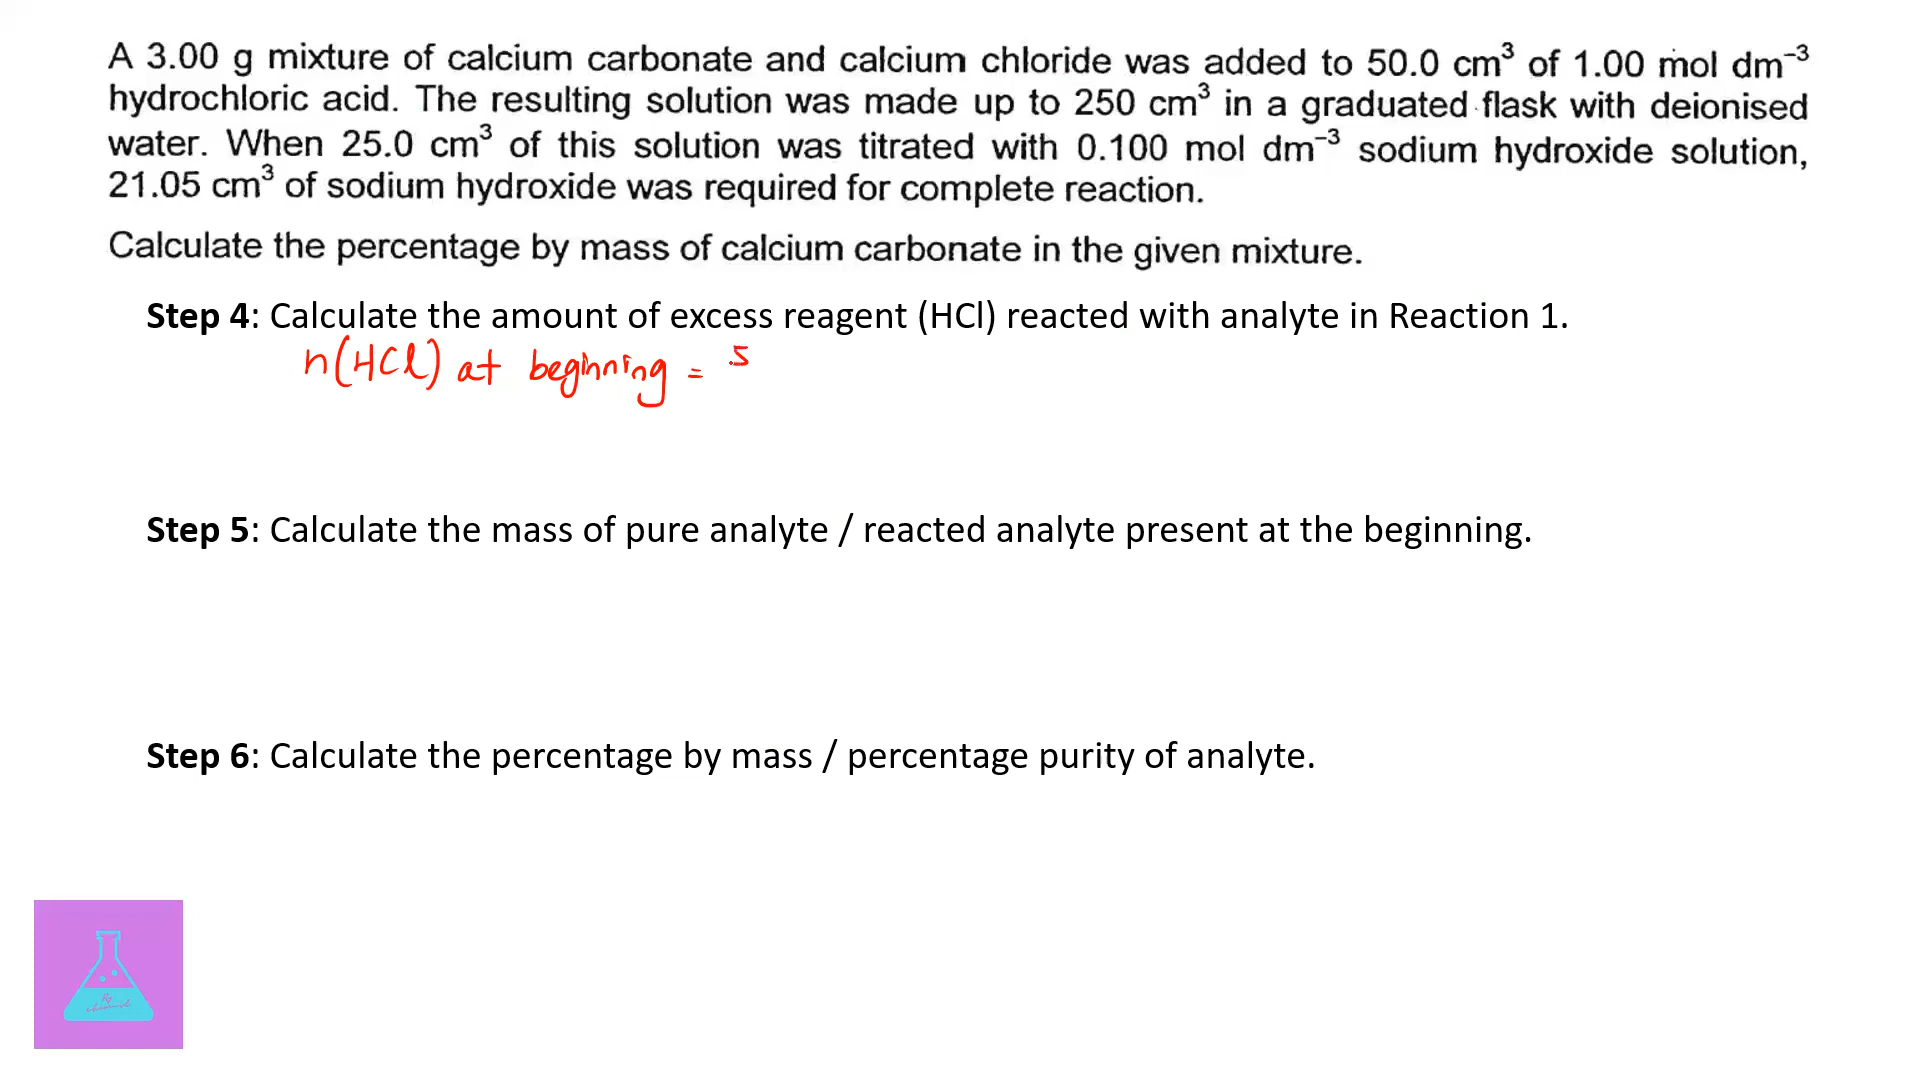 A 3.00 g mixture of calcium carbonate and calcium chloride was added to 50.0 cm³ of 1.00 mol dm⁻³
hydrochloric acid. The resulting solution was made up to 250 cm³ in a graduated flask with deionised
water. When 25.0 cm³ of this solution was titrated with 0.100 mol dm⁻³ sodium hydroxide solution,
21.05 cm³ of sodium hydroxide was required for complete reaction.
Calculate the percentage by mass of calcium carbonate in the given mixture.
Step 4: Calculate the amount of excess reagent (HCl) reacted with analyte in Reaction 1.
n(HCl) at beginning = 5
Step 5: Calculate the mass of pure analyte / reacted analyte present at the beginning.
Step 6: Calculate the percentage by mass / percentage purity of analyte.